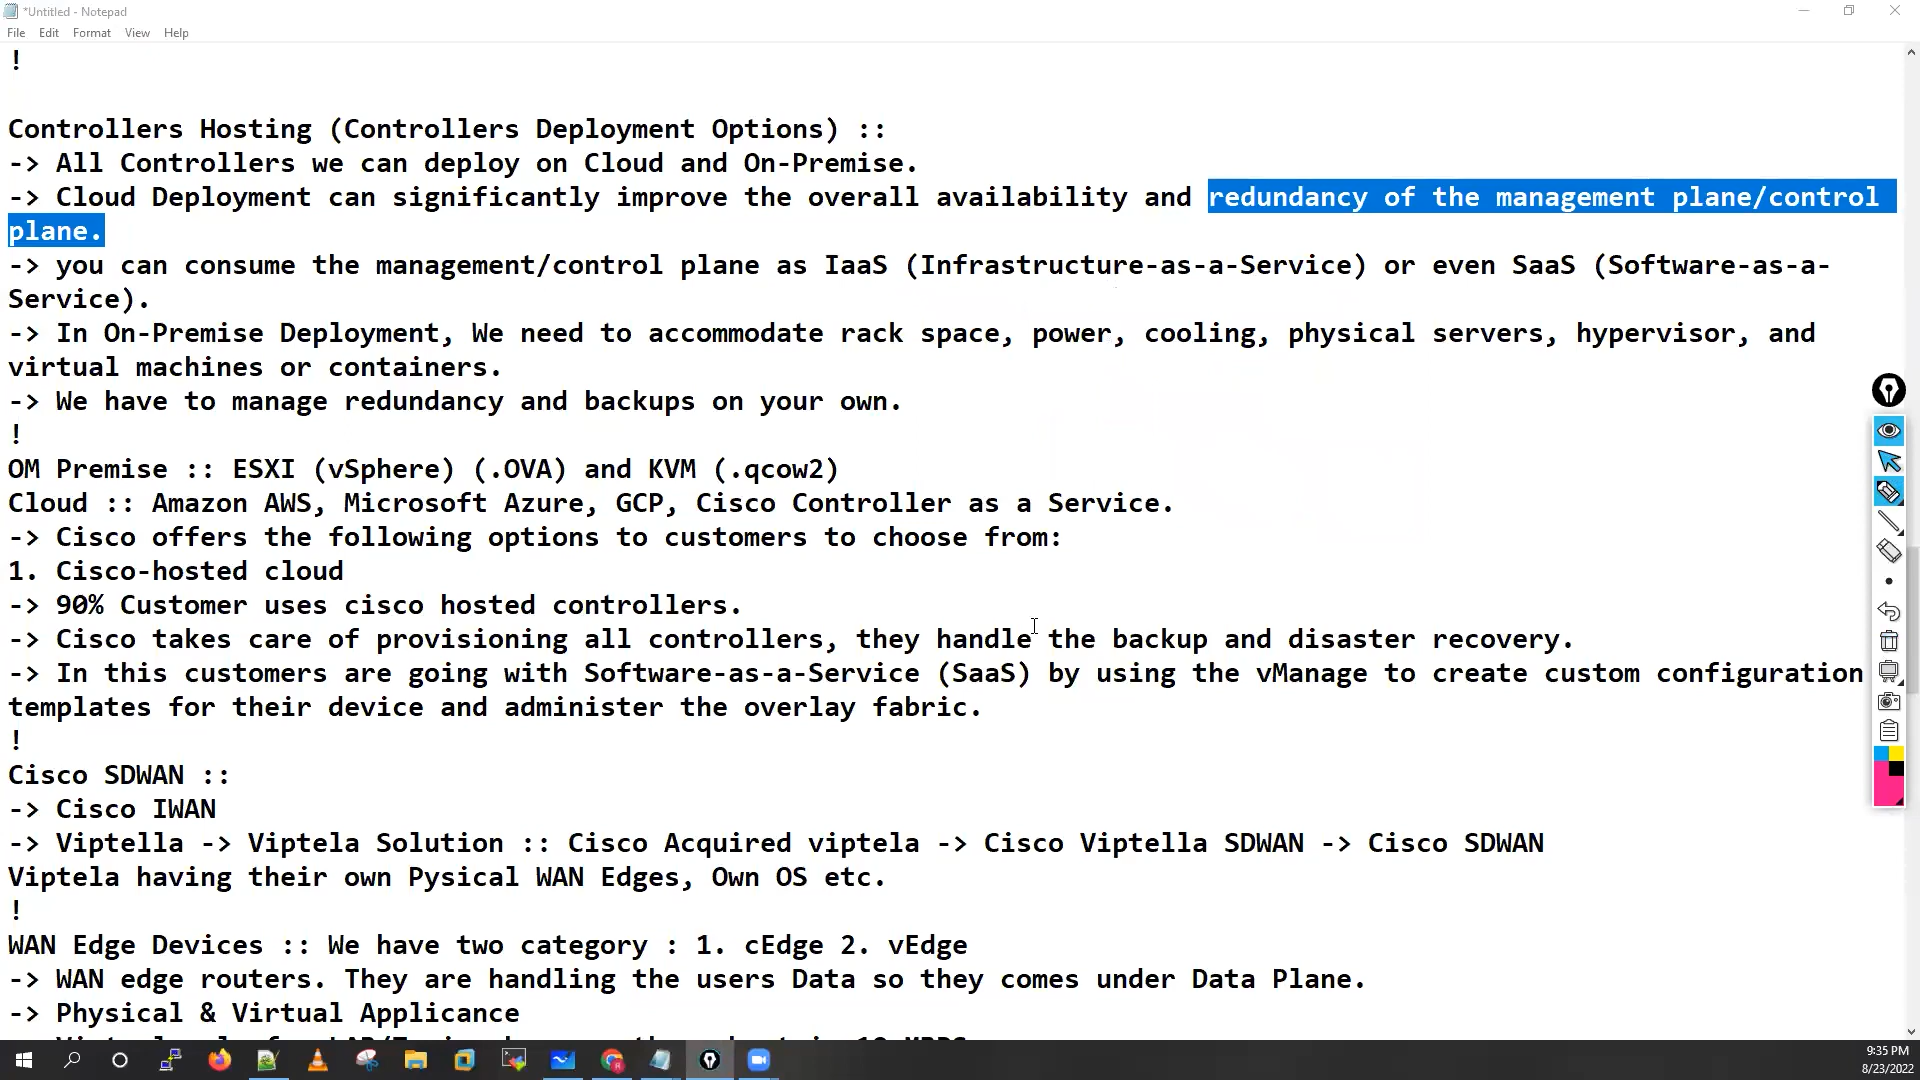 *Untitled - Notepad
File Edit Format View Help
!
Controllers Hosting (Controllers Deployment Options) ::
-> All Controllers we can deploy on Cloud and On-Premise.
-> Cloud Deployment can significantly improve the overall availability and redundancy of the management plane/control
plane.
-> you can consume the management/control plane as IaaS (Infrastructure-as-a-Service) or even SaaS (Software-as-a-
Service).
-> In On-Premise Deployment, We need to accommodate rack space, power, cooling, physical servers, hypervisor, and
virtual machines or containers.
-> We have to manage redundancy and backups on your own.
!
OM Premise :: ESXI (vSphere) (.OVA) and KVM (.qcow2)
Cloud :: Amazon AWS, Microsoft Azure, GCP, Cisco Controller as a Service.
-> Cisco offers the following options to customers to choose from:
1. Cisco-hosted cloud
-> 90% Customer uses cisco hosted controllers.
-> Cisco takes care of provisioning all controllers, they handle the backup and disaster recovery.
-> In this customers are going with Software-as-a-Service (SaaS) by using the vManage to create custom configuration
templates for their device and administer the overlay fabric.
!
Cisco SDWAN ::
-> Cisco IWAN
-> Viptella -> Viptela Solution :: Cisco Acquired viptela -> Cisco Viptella SDWAN -> Cisco SDWAN
Viptela having their own Pysical WAN Edges, Own OS etc.
!
WAN Edge Devices :: We have two category : 1. cEdge 2. vEdge
-> WAN edge routers. They are handling the users Data so they comes under Data Plane.
-> Physical & Virtual Applicance
9:35 PM
8/23/2022